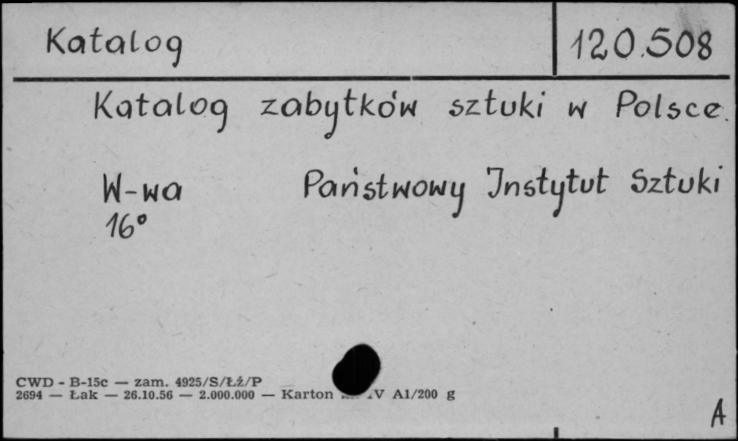 Katalog 120.508
Katalog zabytków sztuki w Polsce.
W-wa Państwowy Instytut Sztuki
16°
CWD - B-15c — zam. 4925/S/Łź/P
2694 — Łak — 26.10.56 — 2.000.000 — Karton V A1/200 g
A